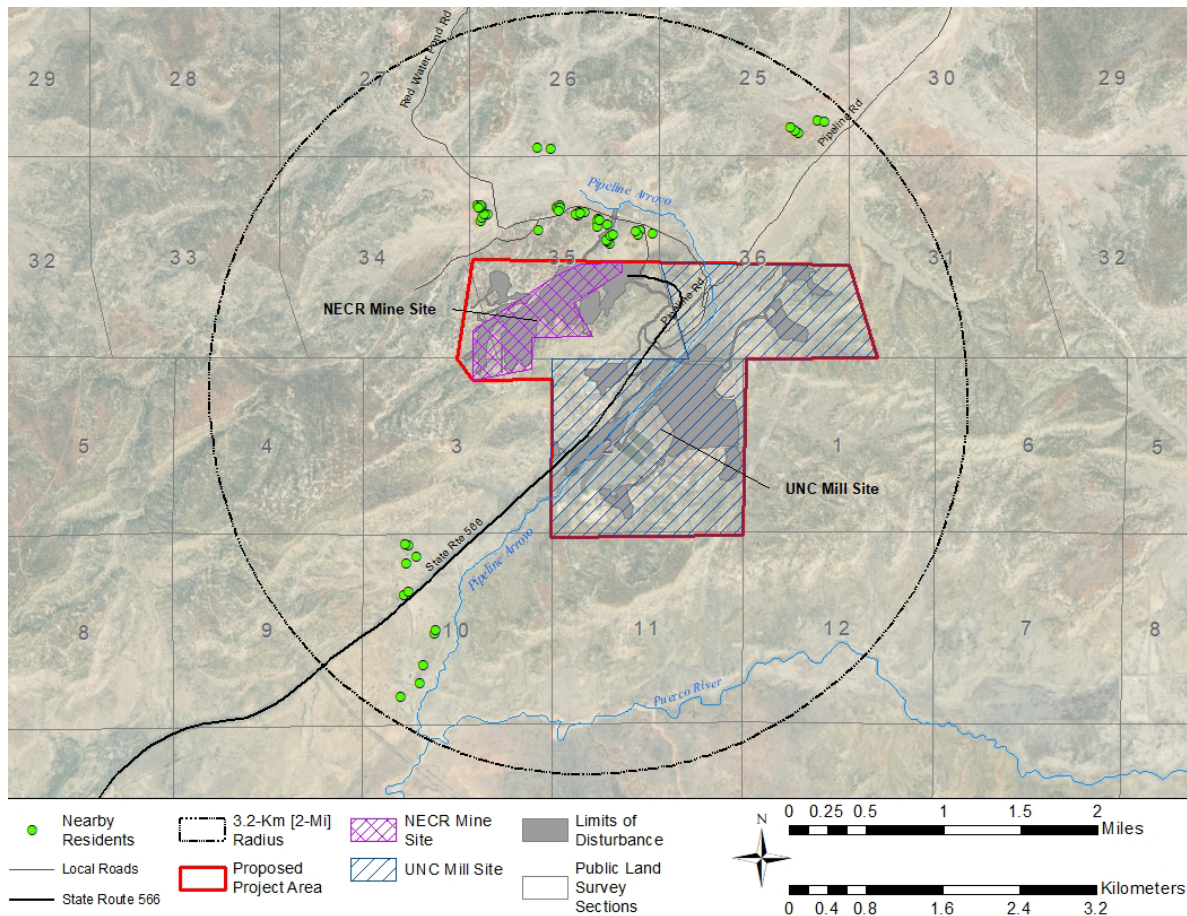 29
28
27
26
25
30
29
Red Water Pond Rd
Pipeline Rd
Pipeline Arroyo
32
33
34
35
36
31
32
NECR Mine Site
Pipeline Rd
5
4
3
2
1
6
5
UNC Mill Site
State Rte 566
Pipeline Arroyo
8
9
10
11
12
7
8
Puerco River
Nearby
Residents
Local Roads
State Route 566
3.2-Km [2-Mi]
Radius
Proposed
Project Area
NECR Mine
Site
UNC Mill Site
Limits of
Disturbance
Public Land
Survey
Sections
N
0 0.25 0.5 1 1.5 2
Miles
Kilometers
0 0.4 0.8 1.6 2.4 3.2